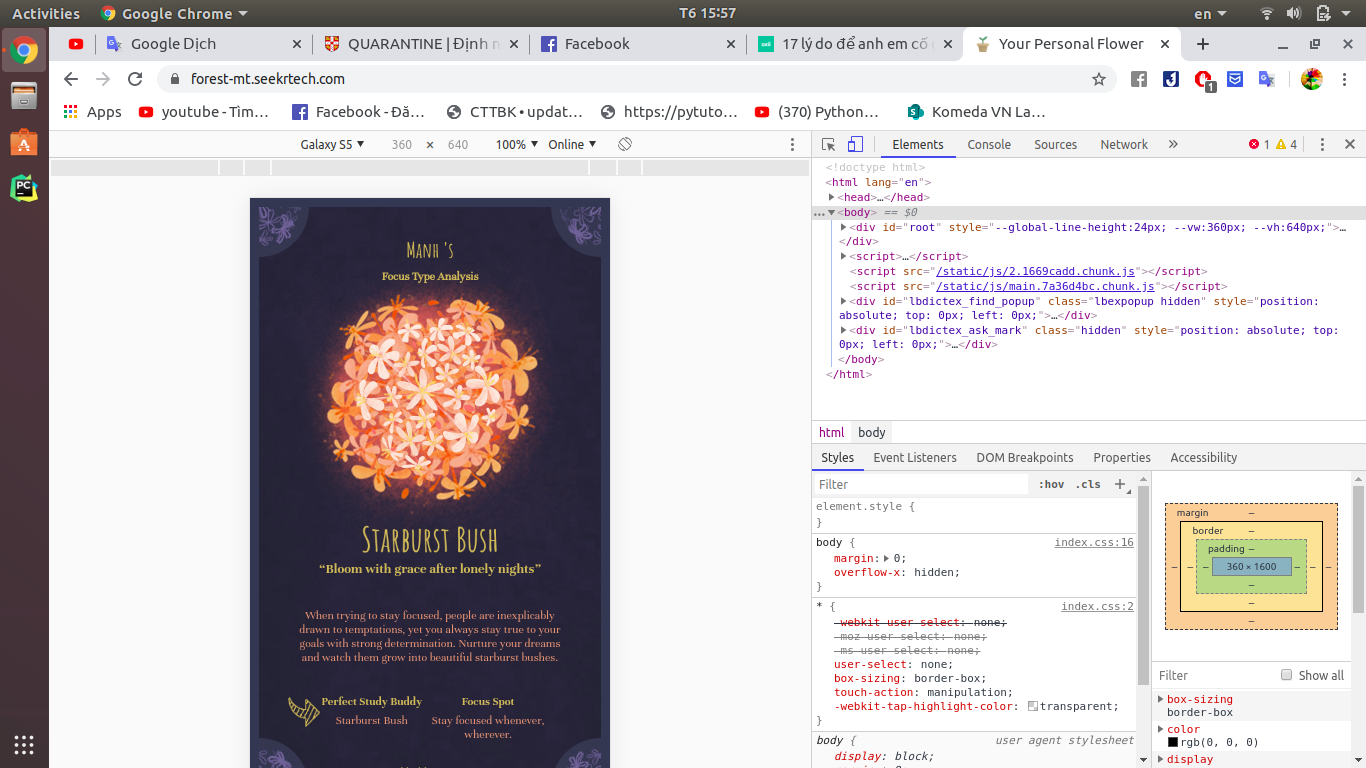 Activities Google Chrome T6 15:57 en
Google Dịch QUARANTINE | Định n Facebook 17 lý do để anh em cố Your Personal Flower
forest-mt.seekrtech.com 1
Apps youtube - Tìm… Facebook - Đă… CTTBK • updat… https://pytuto… (370) Python… Komeda VN La…
Galaxy S5 360 × 640 100% Online
Elements Console Sources Network » 1 4
<!doctype html>
<html lang="en">
<head>…</head>
… <body> == $0
<div id="root" style="--global-line-height:24px; --vw:360px; --vh:640px;">…
</div>
<script>…</script>
<script src="/static/js/2.1669cadd.chunk.js"></script>
<script src="/static/js/main.7a36d4bc.chunk.js"></script>
<div id="lbdictex_find_popup" class="lbexpopup hidden" style="position:
absolute; top: 0px; left: 0px;">…</div>
<div id="lbdictex_ask_mark" class="hidden" style="position: absolute; top:
0px; left: 0px;">…</div>
</body>
</html>
html body
Styles Event Listeners DOM Breakpoints Properties Accessibility
Filter :hov .cls +
element.style {
}
body { index.css:16
margin: 0;
overflow-x: hidden;
}
* { index.css:2
-webkit-user-select: none;
-moz-user-select: none;
-ms-user-select: none;
user-select: none;
box-sizing: border-box;
touch-action: manipulation;
-webkit-tap-highlight-color: transparent;
}
body { user agent stylesheet
display: block;
margin –
border –
padding –
– – – 360 × 1600 – – –
–
–
–
Filter Show all
box-sizing
border-box
color
rgb(0, 0, 0)
display
Manh 's
Focus Type Analysis
Starburst Bush
“Bloom with grace after lonely nights”
When trying to stay focused, people are inexplicably
drawn to temptations, yet you always stay true to your
goals with strong determination. Nurture your dreams
and watch them grow into beautiful starburst bushes.
Perfect Study Buddy Focus Spot
Starburst Bush Stay focused whenever,
wherever.